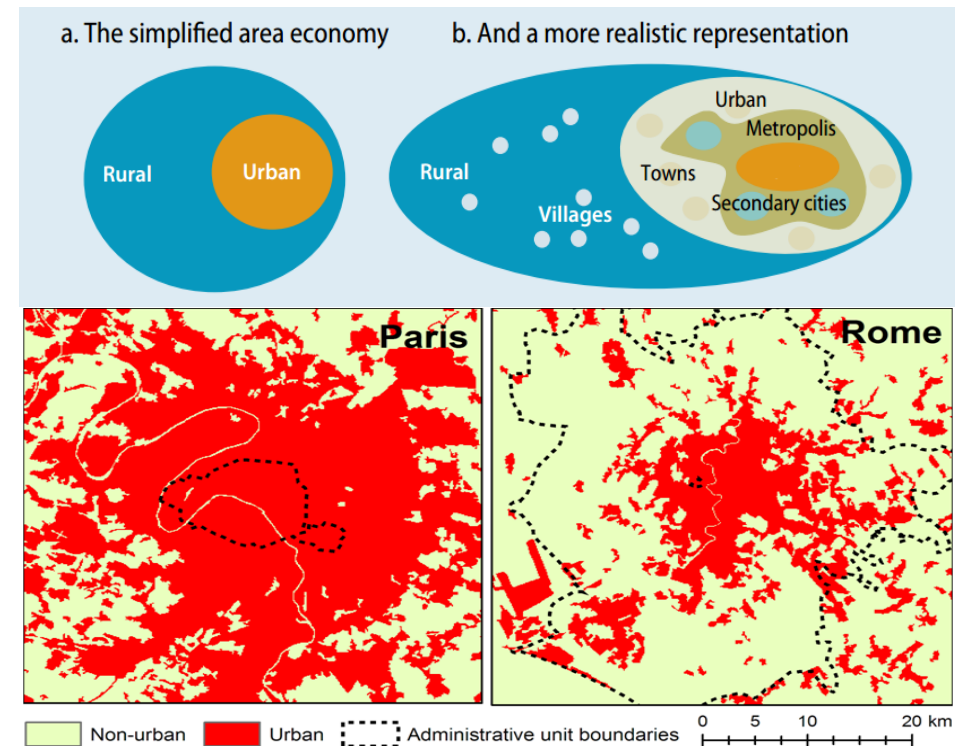 a. The simplified area economy
b. And a more realistic representation
Rural
Urban
Urban
Metropolis
Rural
Towns
Secondary cities
Villages
Paris
Rome
Non-urban
Urban
Administrative unit boundaries
0 5 10 20 km